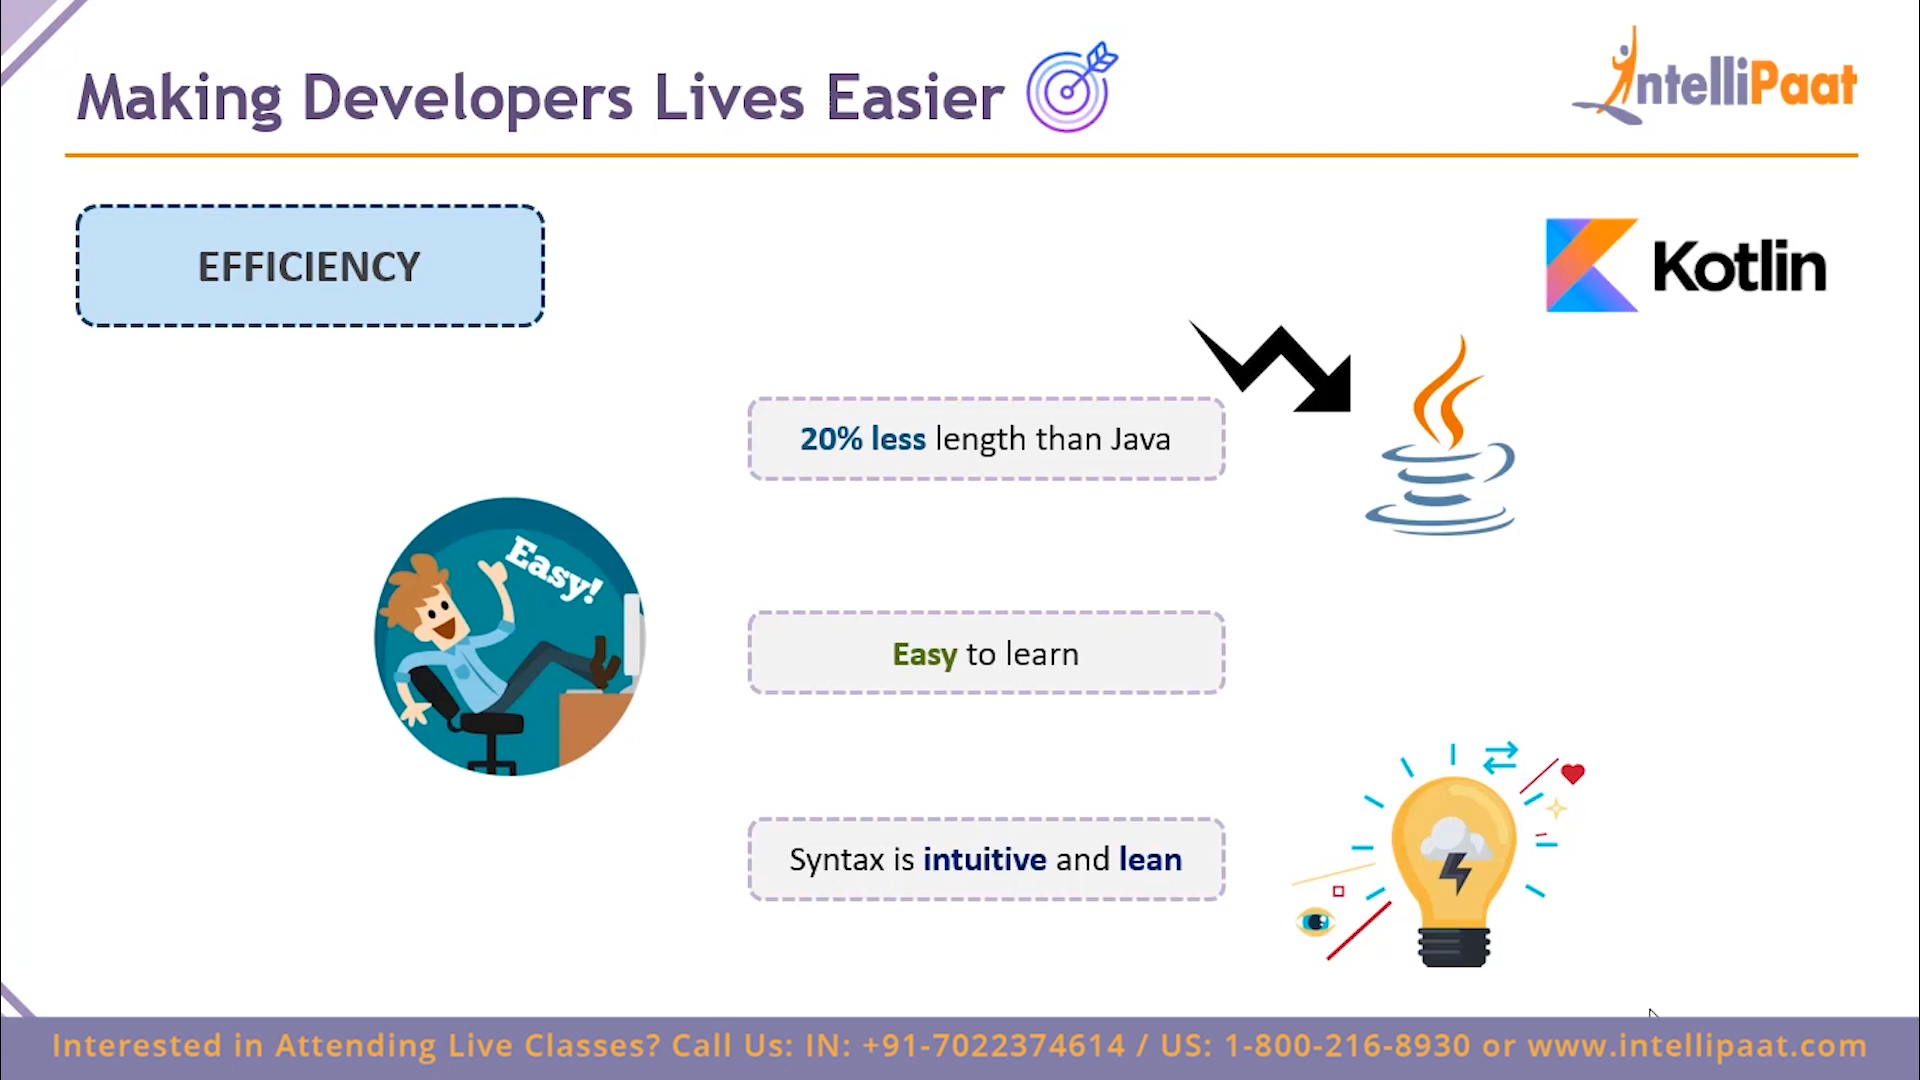 Making Developers Lives Easier
IntelliPaat
EFFICIENCY
Kotlin
20% less length than Java
Easy!
Easy to learn
Syntax is intuitive and lean
Interested in Attending Live Classes? Call Us: IN: +91-7022374614 / US: 1-800-216-8930 or www.intellipaat.com